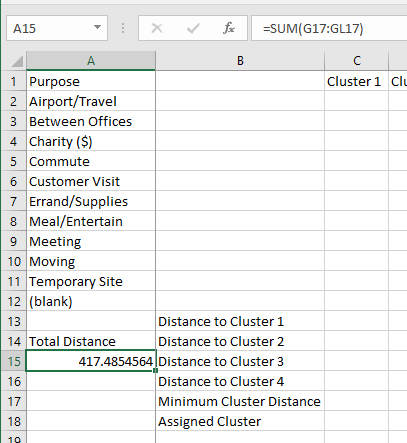 A15 fx =SUM(G17:GL17)
A B C
1 Purpose Cluster 1 Clu
2 Airport/Travel
3 Between Offices
4 Charity ($)
5 Commute
6 Customer Visit
7 Errand/Supplies
8 Meal/Entertain
9 Meeting
10 Moving
11 Temporary Site
12 (blank)
13 Distance to Cluster 1
14 Total Distance Distance to Cluster 2
15 417.4854564 Distance to Cluster 3
16 Distance to Cluster 4
17 Minimum Cluster Distance
18 Assigned Cluster
19